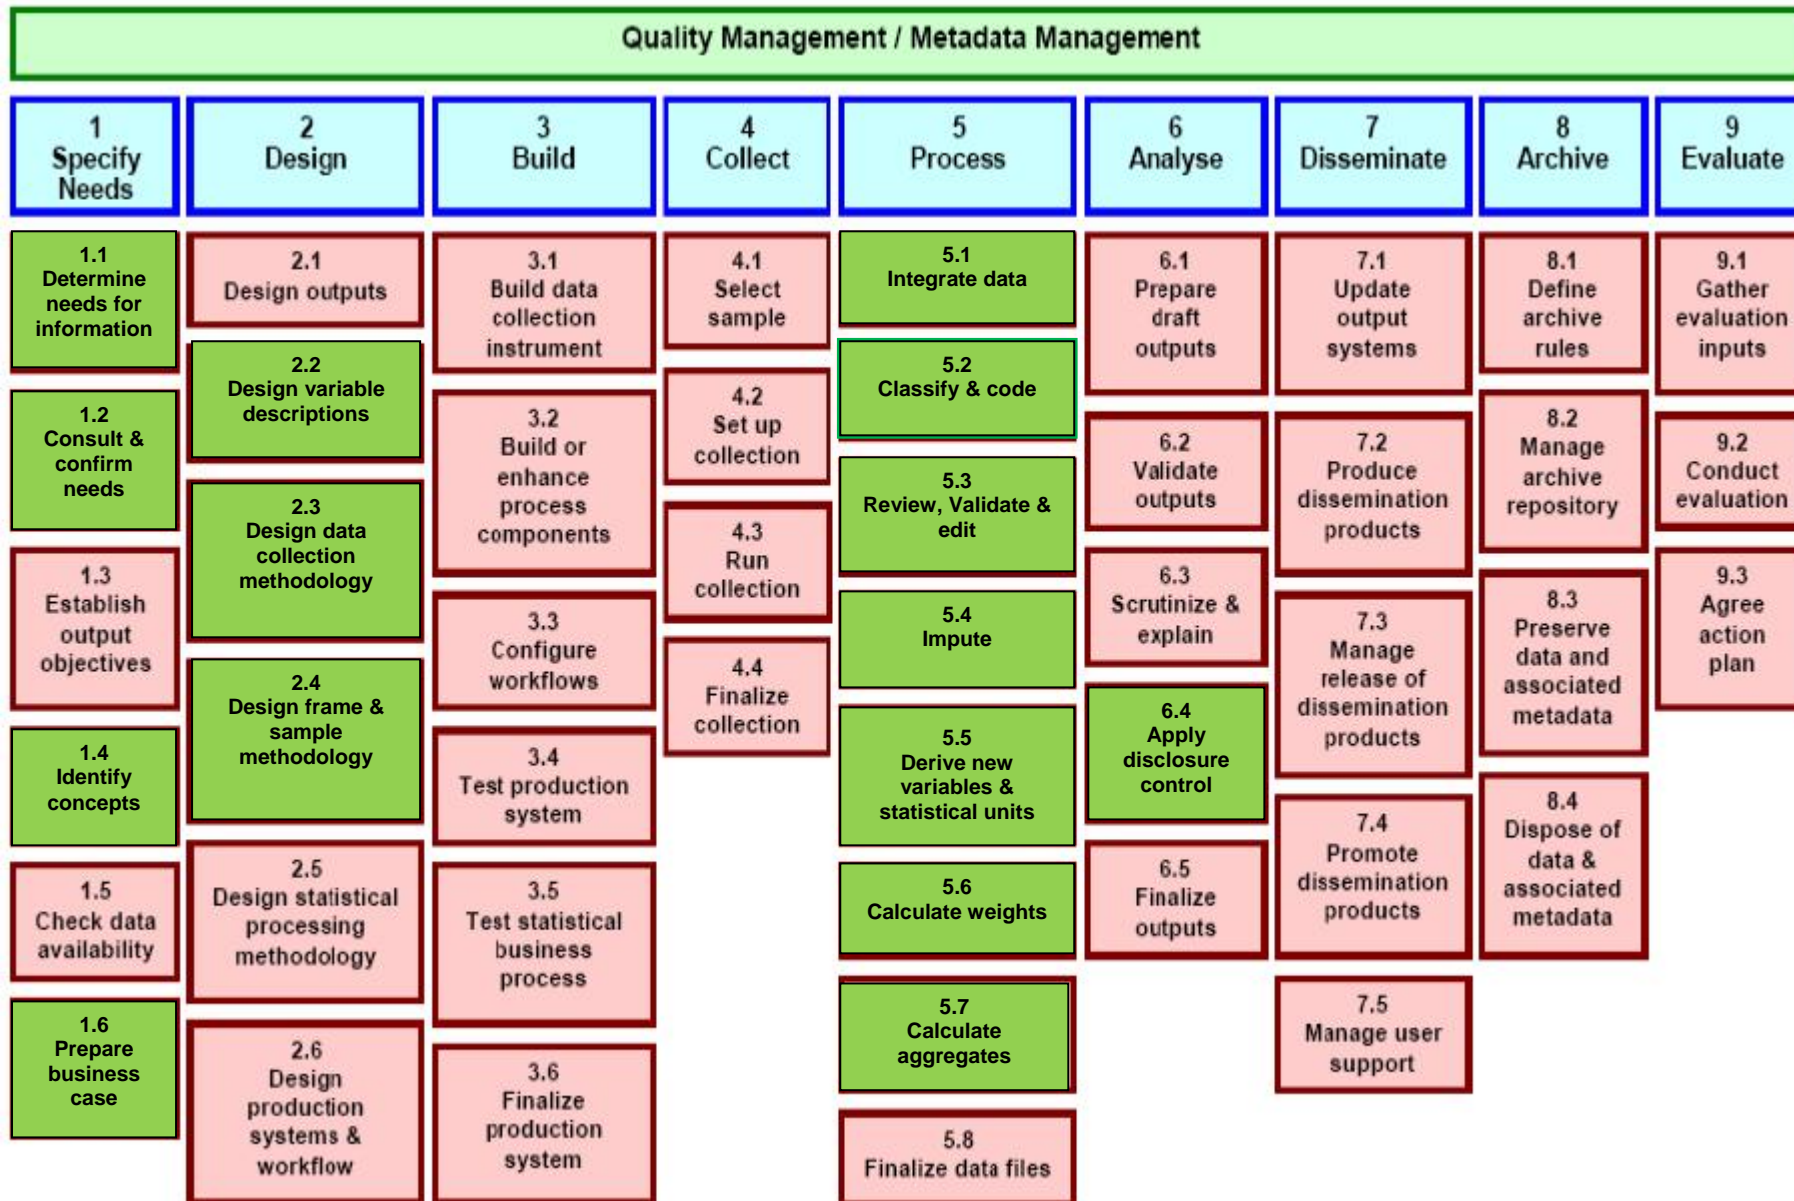 Quality Management / Metadata Management
1
Specify
Needs
2
Design
3
Build
4
Collect
5
Process
6
Analyse
7
Disseminate
8
Archive
9
Evaluate
1.1
Determine
needs for
information
1.2
Consult &
confirm
needs
1.3
Establish
output
objectives
1.4
Identify
concepts
1.5
Check data
availability
1.6
Prepare
business
case
2.1
Design outputs
2.2
Design variable
descriptions
2.3
Design data
collection
methodology
2.4
Design frame &
sample
methodology
2.5
Design statistical
processing
methodology
2.6
Design
production
systems &
workflow
3.1
Build data
collection
instrument
3.2
Build or
enhance
process
components
3.3
Configure
workflows
3.4
Test production
system
3.5
Test statistical
business
process
3.6
Finalize
production
system
4.1
Select
sample
4.2
Set up
collection
4.3
Run
collection
4.4
Finalize
collection
5.1
Integrate data
5.2
Classify & code
5.3
Review, Validate &
edit
5.4
Impute
5.5
Derive new
variables &
statistical units
5.6
Calculate weights
5.7
Calculate
aggregates
5.8
Finalize data files
6.1
Prepare
draft
outputs
6.2
Validate
outputs
6.3
Scrutinize &
explain
6.4
Apply
disclosure
control
6.5
Finalize
outputs
7.1
Update
output
systems
7.2
Produce
dissemination
products
7.3
Manage
release of
dissemination
products
7.4
Promote
dissemination
products
7.5
Manage user
support
8.1
Define
archive
rules
8.2
Manage
archive
repository
8.3
Preserve
data and
associated
metadata
8.4
Dispose of
data &
associated
metadata
9.1
Gather
evaluation
inputs
9.2
Conduct
evaluation
9.3
Agree
action
plan